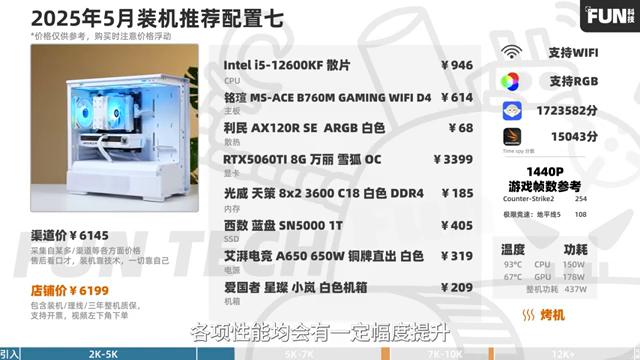 2025年5月装机推荐配置七
*价格仅供参考，购买时注意价格浮动
FUN科技
Intel i5-12600KF 散片 ￥946
CPU
铭瑄 MS-ACE B760M GAMING WIFI D4 ￥614
主板
利民 AX120R SE ARGB 白色 ￥68
散热
RTX5060TI 8G 万丽 雪狐 OC ￥3399
显卡
光威 天策 8x2 3600 C18 白色 DDR4 ￥185
内存
西数 蓝盘 SN5000 1T ￥405
SSD
艾湃电竞 A650 650W 铜牌直出 白色 ￥319
电源
爱国者 星璨 小岚 白色机箱 ￥209
机箱
渠道价￥6145
采集自某多/渠道等各方面价格
售后看口才，装机靠技术，一切靠自己
店铺价￥6199
包含装机/理线/三年整机质保，
支持开票，视频左下角下单
支持WIFI
支持RGB
1723582分
15043分
Time spy 分数
1440P
游戏帧数参考
Counter-Strike2 254
极限竞速：地平线5 108
温度 功耗
93°C CPU 150W
67°C GPU 178W
整机功耗 437W
烤机
FUN TECH
各项性能均会有一定幅度提升
引入 2K-5K 5K-7K 7K-10K 12K+